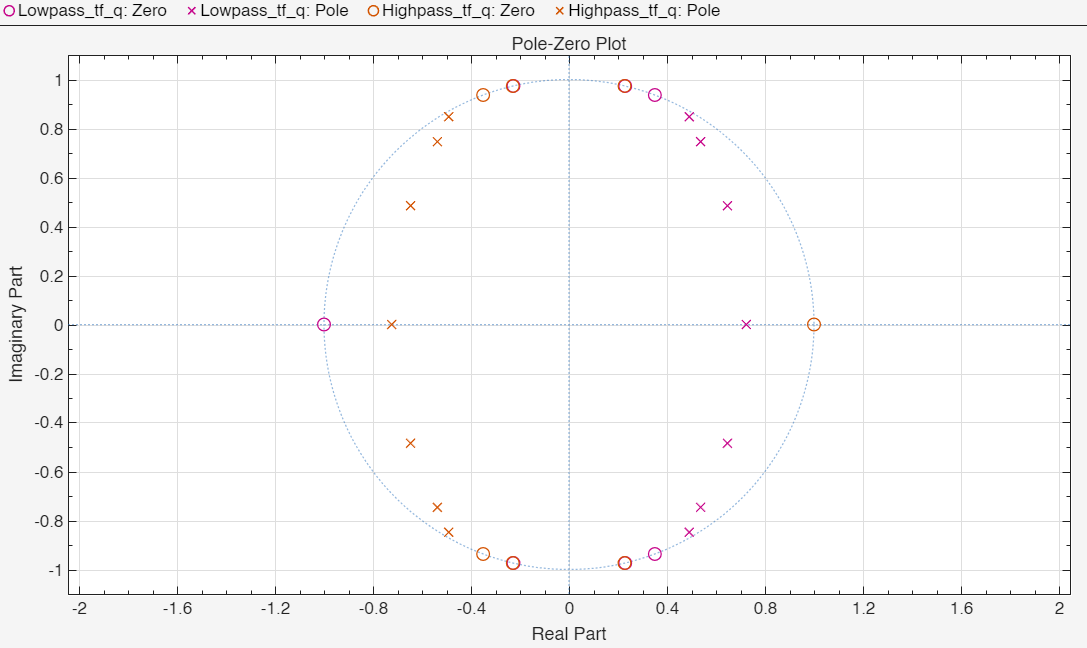 Lowpass_tf_q: Zero Lowpass_tf_q: Pole Highpass_tf_q: Zero Highpass_tf_q: Pole
Pole-Zero Plot
1
0.8
0.6
0.4
0.2
0
-0.2
-0.4
-0.6
-0.8
-1
Imaginary Part
-2 -1.6 -1.2 -0.8 -0.4 0 0.4 0.8 1.2 1.6 2
Real Part